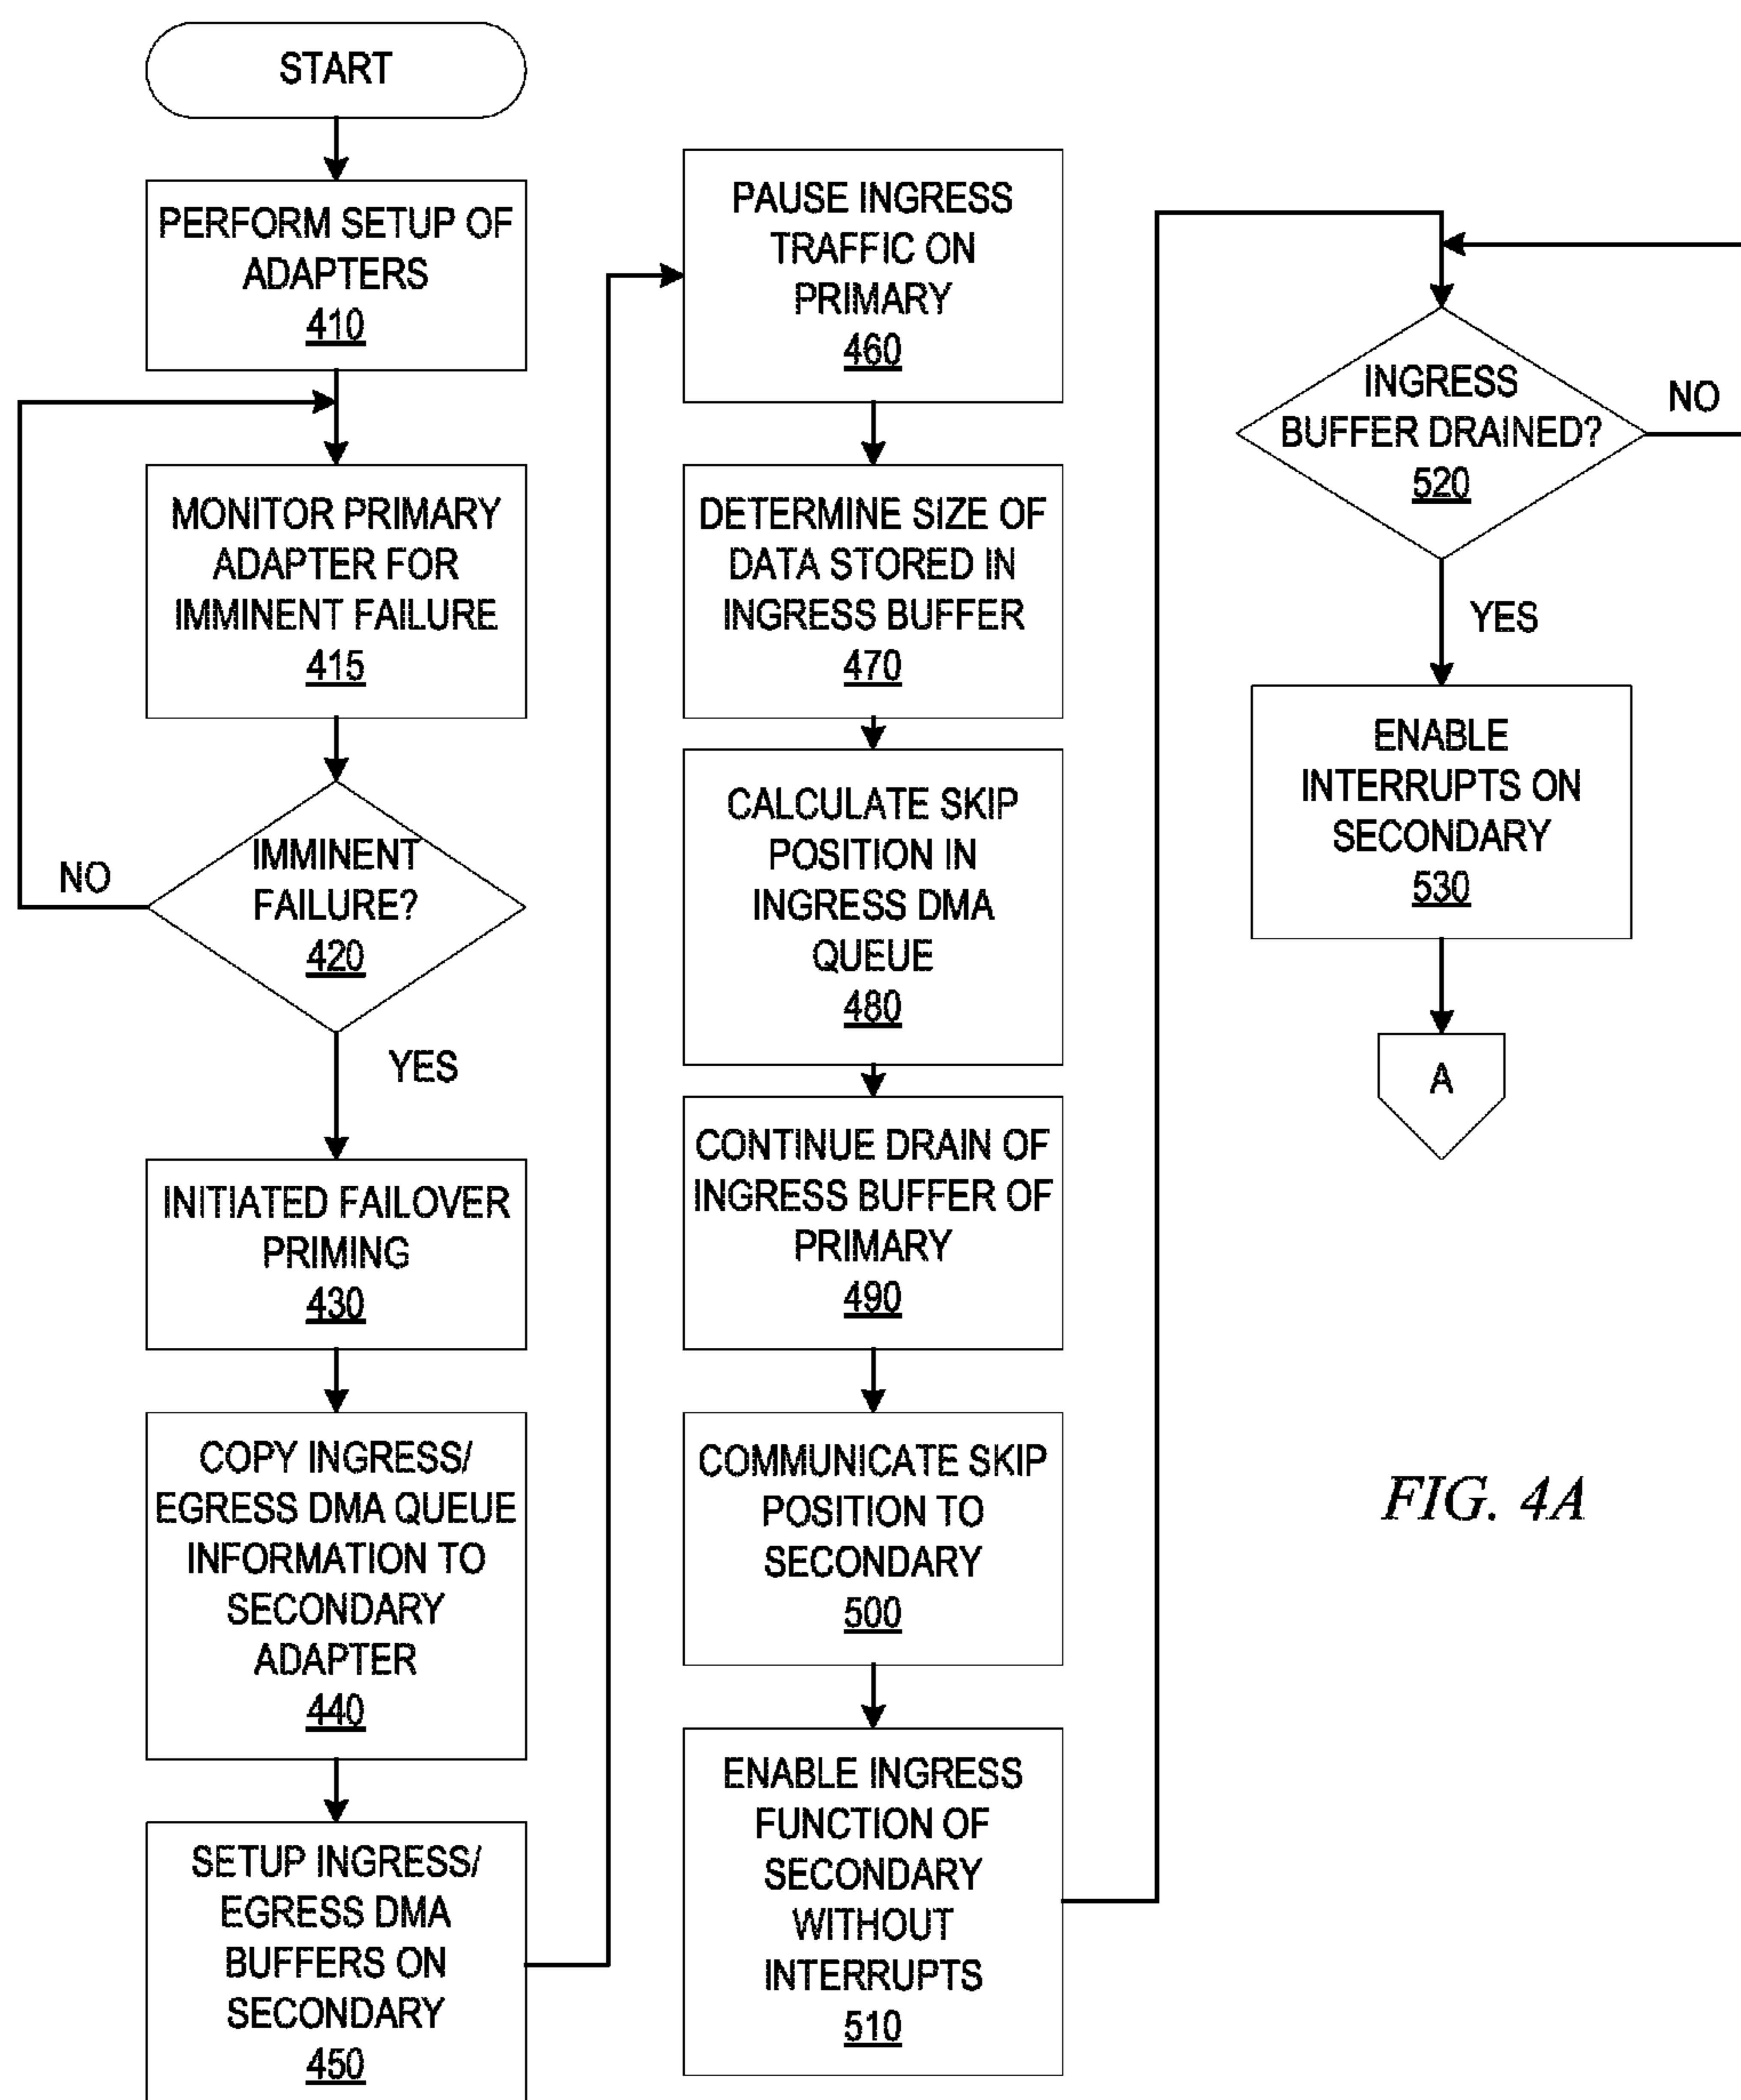 START
PERFORM SETUP OF
ADAPTERS
410
MONITOR PRIMARY
ADAPTER FOR
IMMINENT FAILURE
415
IMMINENT
FAILURE?
420
NO
YES
INITIATED FAILOVER
PRIMING
430
COPY INGRESS/
EGRESS DMA QUEUE
INFORMATION TO
SECONDARY
ADAPTER
440
SETUP INGRESS/
EGRESS DMA
BUFFERS ON
SECONDARY
450
PAUSE INGRESS
TRAFFIC ON
PRIMARY
460
DETERMINE SIZE OF
DATA STORED IN
INGRESS BUFFER
470
CALCULATE SKIP
POSITION IN
INGRESS DMA
QUEUE
480
CONTINUE DRAIN OF
INGRESS BUFFER OF
PRIMARY
490
COMMUNICATE SKIP
POSITION TO
SECONDARY
500
ENABLE INGRESS
FUNCTION OF
SECONDARY
WITHOUT
INTERRUPTS
510
INGRESS
BUFFER DRAINED?
520
NO
YES
ENABLE
INTERRUPTS ON
SECONDARY
530
A
FIG. 4A